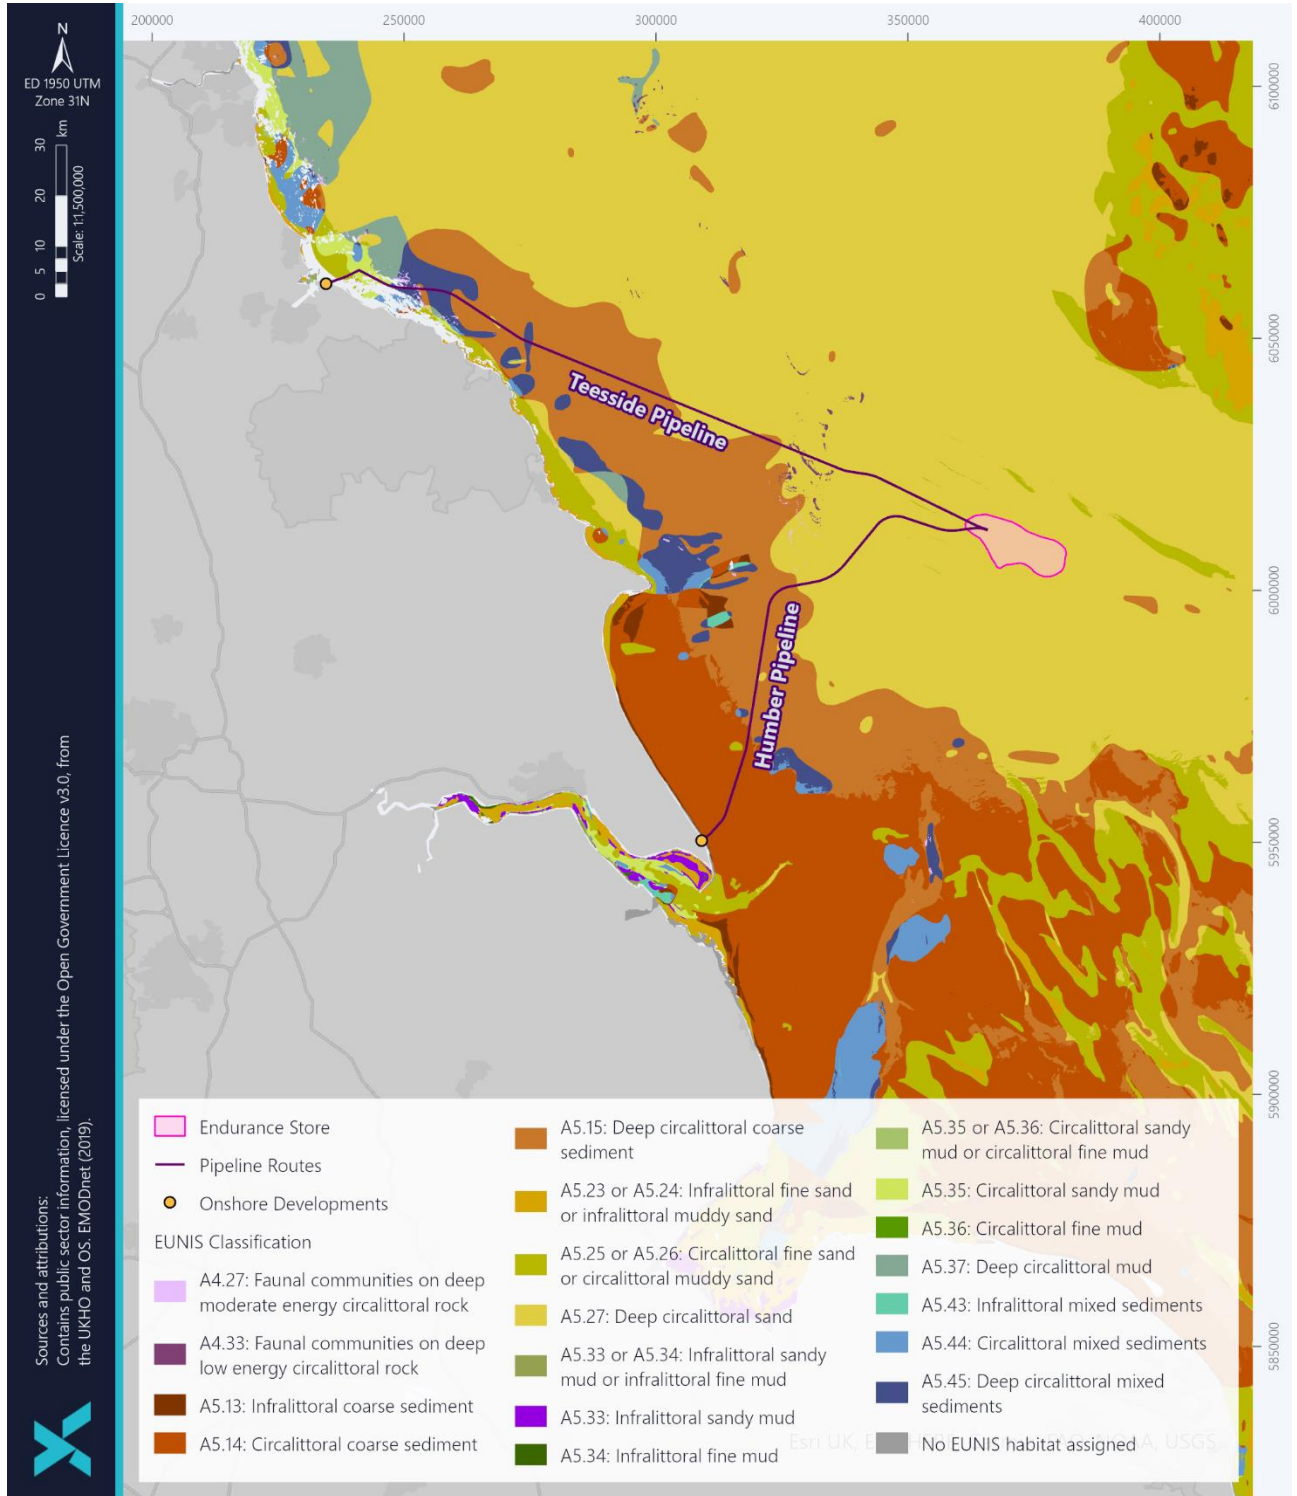 200000
250000
300000
350000
400000
N
ED 1950 UTM
Zone 31N
km
0 5 10 20 30
Scale: 1:1,500,000
6100000
6050000
6000000
5950000
5900000
5850000
Teesside Pipeline
Humber Pipeline
Sources and attributions:
Contains public sector information, licensed under the Open Government Licence v3.0, from
the UKHO and OS. EMODnet (2019).
Endurance Store
Pipeline Routes
Onshore Developments
EUNIS Classification
A4.27: Faunal communities on deep
moderate energy circalittoral rock
A4.33: Faunal communities on deep
low energy circalittoral rock
A5.13: Infralittoral coarse sediment
A5.14: Circalittoral coarse sediment
A5.15: Deep circalittoral coarse
sediment
A5.23 or A5.24: Infralittoral fine sand
or infralittoral muddy sand
A5.25 or A5.26: Circalittoral fine sand
or circalittoral muddy sand
A5.27: Deep circalittoral sand
A5.33 or A5.34: Infralittoral sandy
mud or infralittoral fine mud
A5.33: Infralittoral sandy mud
A5.34: Infralittoral fine mud
A5.35 or A5.36: Circalittoral sandy
mud or circalittoral fine mud
A5.35: Circalittoral sandy mud
A5.36: Circalittoral fine mud
A5.37: Deep circalittoral mud
A5.43: Infralittoral mixed sediments
A5.44: Circalittoral mixed sediments
A5.45: Deep circalittoral mixed
sediments
No EUNIS habitat assigned
Esri UK, USGS